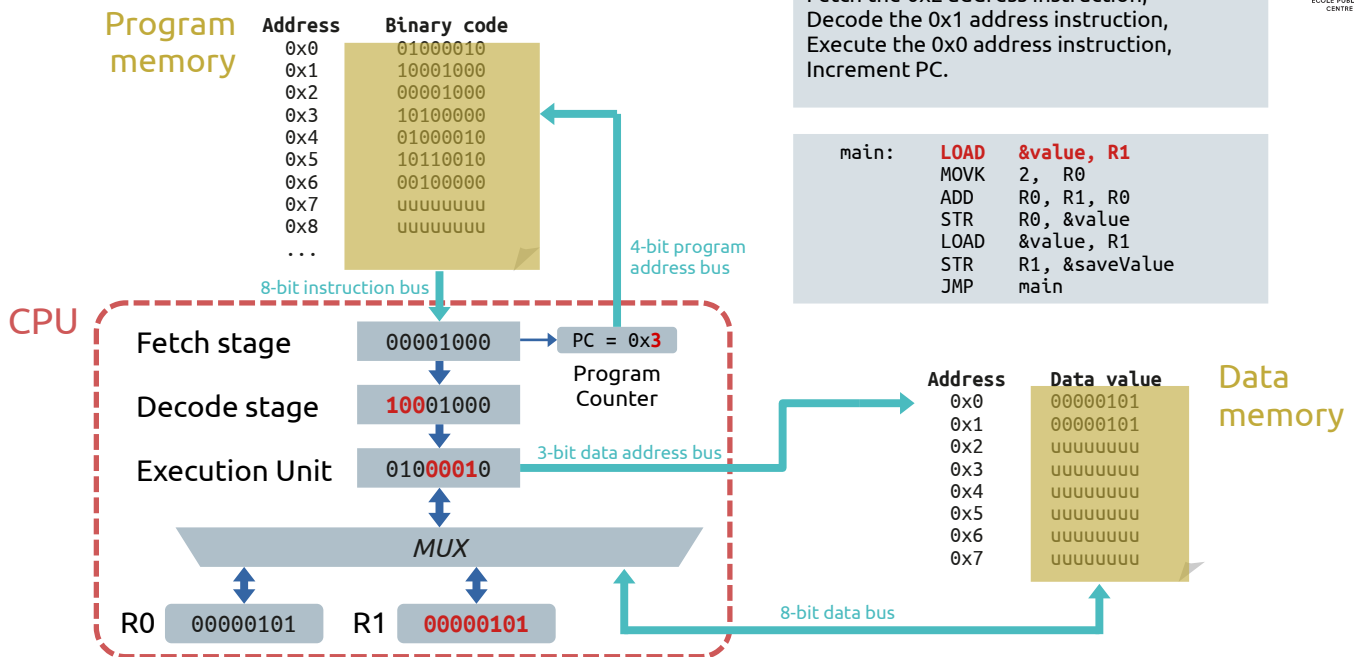 Program
memory
Address Binary code
0x0 01000010
0x1 10001000
0x2 00001000
0x3 10100000
0x4 01000010
0x5 10110010
0x6 00100000
0x7 uuuuuuuu
0x8 uuuuuuuu
...
Fetch the 0x2 address instruction,
Decode the 0x1 address instruction,
Execute the 0x0 address instruction,
Increment PC.
CENTRE
main: LOAD &value, R1
MOVK 2, R0
ADD R0, R1, R0
STR R0, &value
LOAD &value, R1
STR R1, &saveValue
JMP main
4-bit program
address bus
8-bit instruction bus
CPU
Fetch stage 00001000 PC = 0x3
Program
Counter
Decode stage 10001000
Execution Unit 01000010
3-bit data address bus
MUX
R0 00000101 R1 00000101
8-bit data bus
Address Data value
0x0 00000101
0x1 00000101
0x2 uuuuuuuu
0x3 uuuuuuuu
0x4 uuuuuuuu
0x5 uuuuuuuu
0x6 uuuuuuuu
0x7 uuuuuuuu
Data
memory